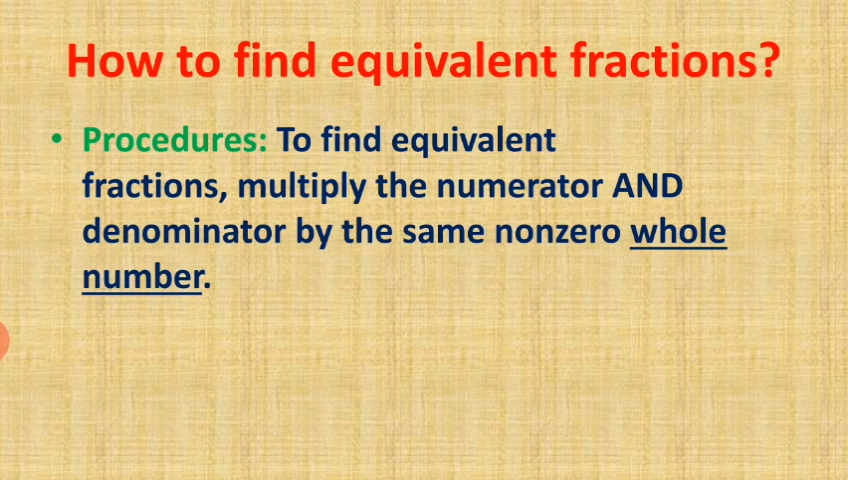 How to find equivalent fractions?
• Procedures: To find equivalent
fractions, multiply the numerator AND
denominator by the same nonzero whole
number.